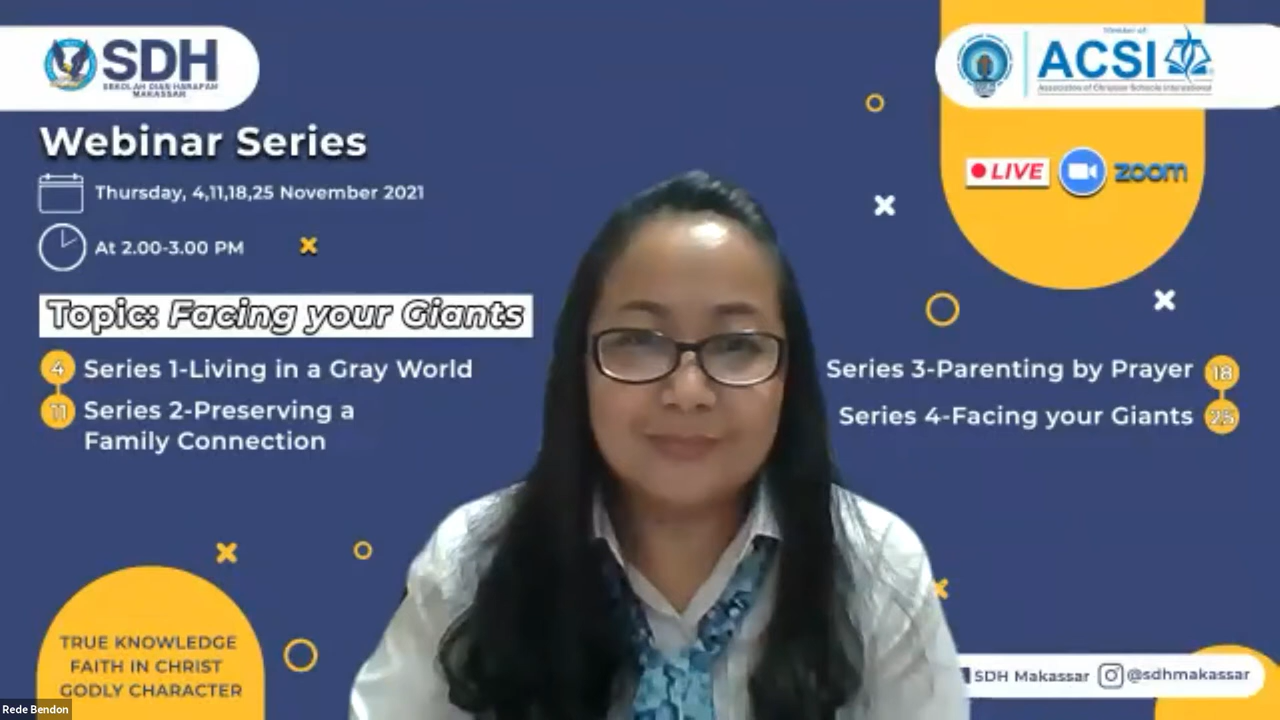 SDH
SEKOLAH DIAN HARAPAN
MAKASSAR
Member of:
ACSI
Association of Christian Schools International
Webinar Series
LIVE
zoom
Thursday, 4,11,18,25 November 2021
At 2.00-3.00 PM
Topic: Facing your Giants
4 Series 1-Living in a Gray World
11 Series 2-Preserving a
Family Connection
Series 3-Parenting by Prayer 18
Series 4-Facing your Giants 25
TRUE KNOWLEDGE
FAITH IN CHRIST
GODLY CHARACTER
SDH Makassar @sdhmakassar
Rede Bendon